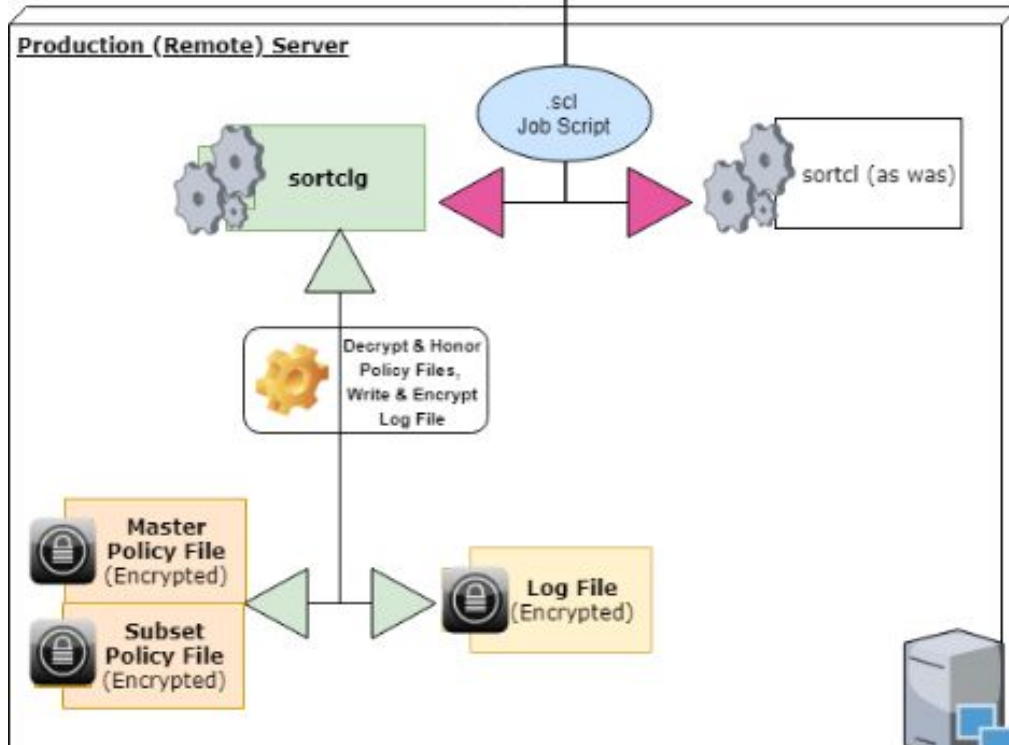 Production (Remote) Server
.scl
Job Script
sortclg
sortcl (as was)
Decrypt & Honor
Policy Files,
Write & Encrypt
Log File
Master
Policy File
(Encrypted)
Log File
(Encrypted)
Subset
Policy File
(Encrypted)